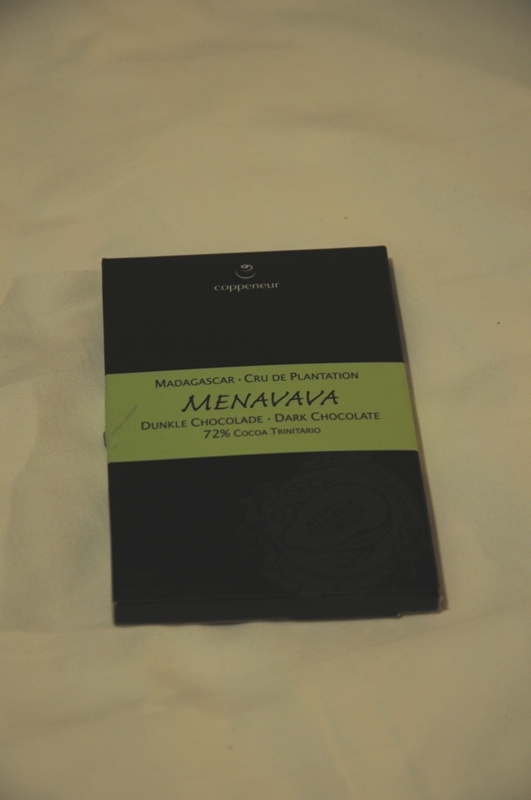 coppeneur
MADAGASCAR · CRU DE PLANTATION
MENAVAVA
DUNKLE CHOCOLADE · DARK CHOCOLATE
72% COCOA TRINITARIO